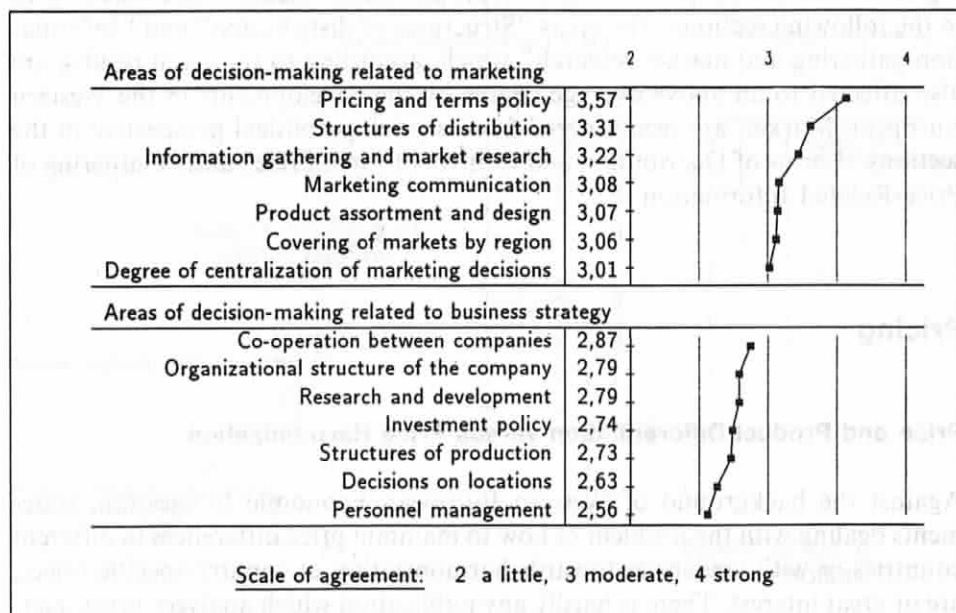 2 3 4
Areas of decision-making related to marketing
Pricing and terms policy 3,57
Structures of distribution 3,31
Information gathering and market research 3,22
Marketing communication 3,08
Product assortment and design 3,07
Covering of markets by region 3,06
Degree of centralization of marketing decisions 3,01
Areas of decision-making related to business strategy
Co-operation between companies 2,87
Organizational structure of the company 2,79
Research and development 2,79
Investment policy 2,74
Structures of production 2,73
Decisions on locations 2,63
Personnel management 2,56
Scale of agreement: 2 a little, 3 moderate, 4 strong